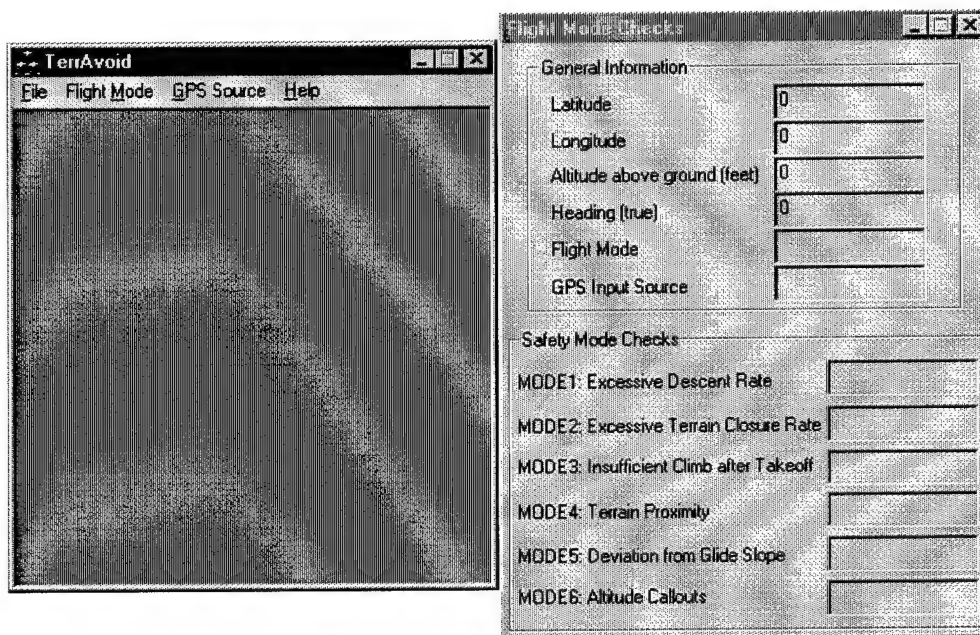 TerrAvoid
File Flight Mode GPS Source Help
Flight Mode Checks
General Information
Latitude 0
Longitude 0
Altitude above ground (feet) 0
Heading (true) 0
Flight Mode
GPS Input Source
Safety Mode Checks
MODE1: Excessive Descent Rate
MODE2: Excessive Terrain Closure Rate
MODE3: Insufficient Climb after Takeoff
MODE4: Terrain Proximity
MODE5: Deviation from Glide Slope
MODE6: Altitude Callouts